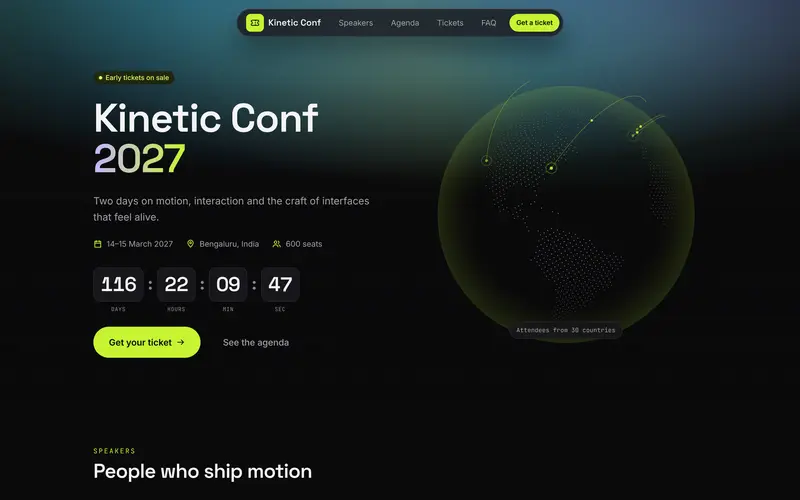 Kinetic Conf
Speakers
Agenda
Tickets
FAQ
Get a ticket
Early tickets on sale
Kinetic Conf
2027
Two days on motion, interaction and the craft of interfaces
that feel alive.
14–15 March 2027
Bengaluru, India
600 seats
116 : 22 : 09 : 47
DAYS HOURS MIN SEC
Get your ticket →
See the agenda
Attendees from 30 countries
SPEAKERS
People who ship motion